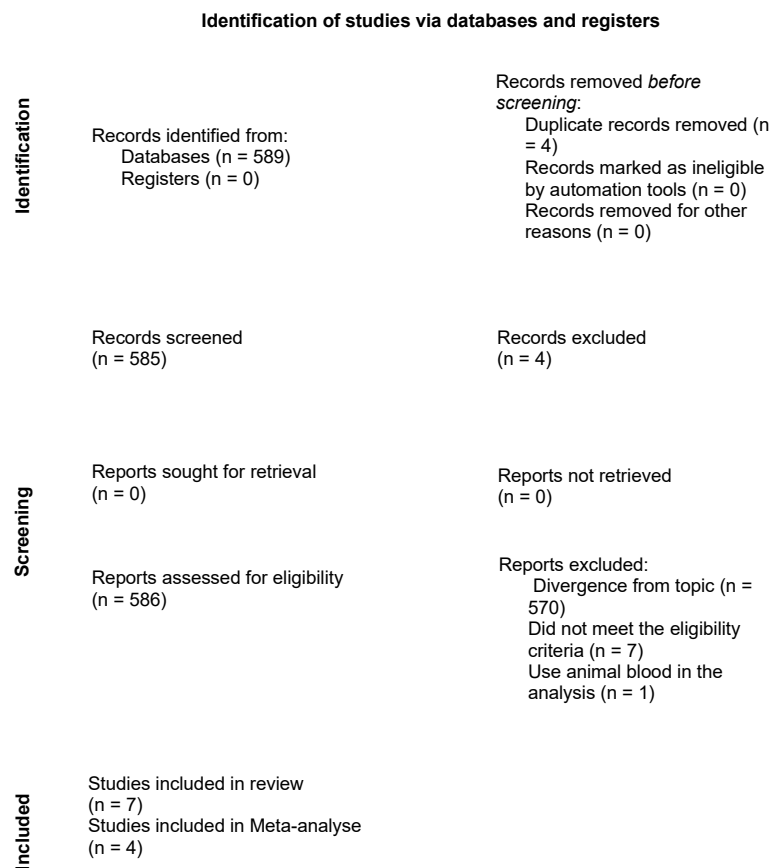 Identification of studies via databases and registers
Identification
Records identified from:
Databases (n = 589)
Registers (n = 0)
Records removed before
screening:
Duplicate records removed (n
= 4)
Records marked as ineligible
by automation tools (n = 0)
Records removed for other
reasons (n = 0)
Screening
Records screened
(n = 585)
Records excluded
(n = 4)
Reports sought for retrieval
(n = 0)
Reports not retrieved
(n = 0)
Reports assessed for eligibility
(n = 586)
Reports excluded:
Divergence from topic (n =
570)
Did not meet the eligibility
criteria (n = 7)
Use animal blood in the
analysis (n = 1)
Included
Studies included in review
(n = 7)
Studies included in Meta-analyse
(n = 4)